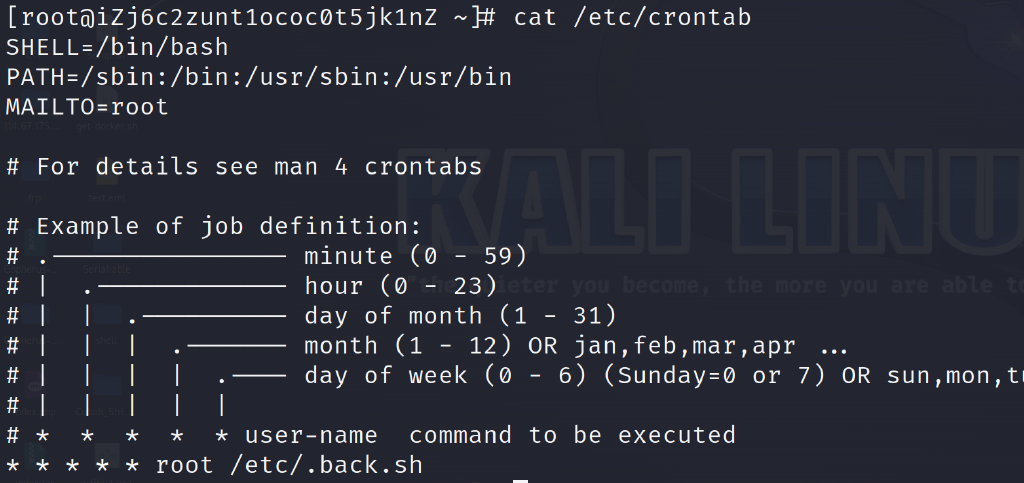 [root@iZj6c2zunt1ococ0t5jk1nZ ~]# cat /etc/crontab
SHELL=/bin/bash
PATH=/sbin:/bin:/usr/sbin:/usr/bin
MAILTO=root
# For details see man 4 crontabs
# Example of job definition:
# .---------------- minute (0 - 59)
# | .------------- hour (0 - 23)
# | | .---------- day of month (1 - 31)
# | | | .------- month (1 - 12) OR jan,feb,mar,apr ...
# | | | | .---- day of week (0 - 6) (Sunday=0 or 7) OR sun,mon,tu
# | | | | |
# * * * * * user-name command to be executed
* * * * * root /etc/.back.sh
KALI LINU
you become, the more you are able to